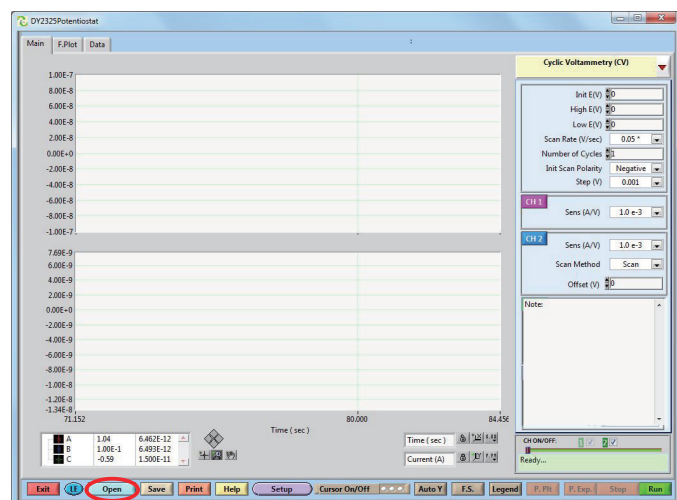 DY2325Potentiostat
Main F.Plot Data :
Cyclic Voltammetry (CV)
1.00E-7
8.00E-8
6.00E-8
4.00E-8
2.00E-8
0.00E+0
-2.00E-8
-4.00E-8
-6.00E-8
-8.00E-8
-1.00E-7
Init E(V) 0
High E(V) 0
Low E(V) 0
Scan Rate (V/sec) 0.05 *
Number of Cycles 1
Init Scan Polarity Negative
Step (V) 0.001
CH 1
Sens (A/V) 1.0 e-3
CH 2
Sens (A/V) 1.0 e-3
Scan Method Scan
Offset (V) 0
7.69E-9
6.00E-9
4.00E-9
2.00E-9
0.00E+0
-2.00E-9
-4.00E-9
-6.00E-9
-8.00E-9
-1.00E-8
-1.20E-8
-1.34E-8
71.152 80.000 84.456
Time ( sec )
Note:
A 1.04 6.462E-12
B 1.00E-1 6.493E-12
C -0.59 1.500E-11
Time ( sec )
Current (A)
CH ON/OFF: 1 2
Ready...
Exit LE Open Save Print Help Setup Cursor On/Off Auto Y F.S. Legend P. Plt P. Exp. Stop Run